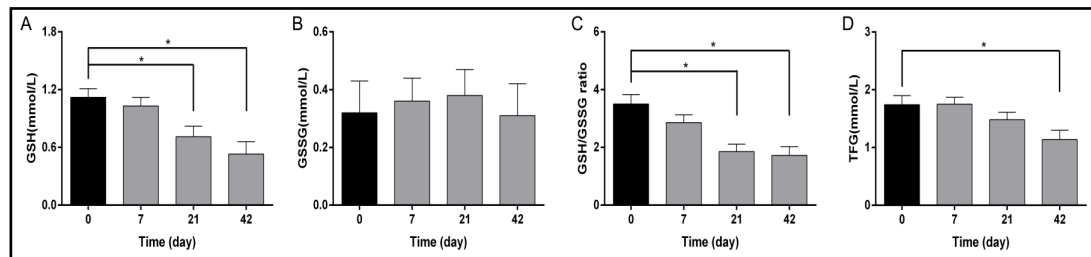 A
GSH(mmol/L)
1.8
1.2
0.6
0.0
*
*
0 7 21 42
Time (day)
B
GSSG(mmol/L)
0.6
0.4
0.2
0.0
0 7 21 42
Time (day)
C
GSH/GSSG ratio
6
4
2
0
*
*
0 7 21 42
Time (day)
D
TFG(mmol/L)
3
2
1
0
*
0 7 21 42
Time (day)